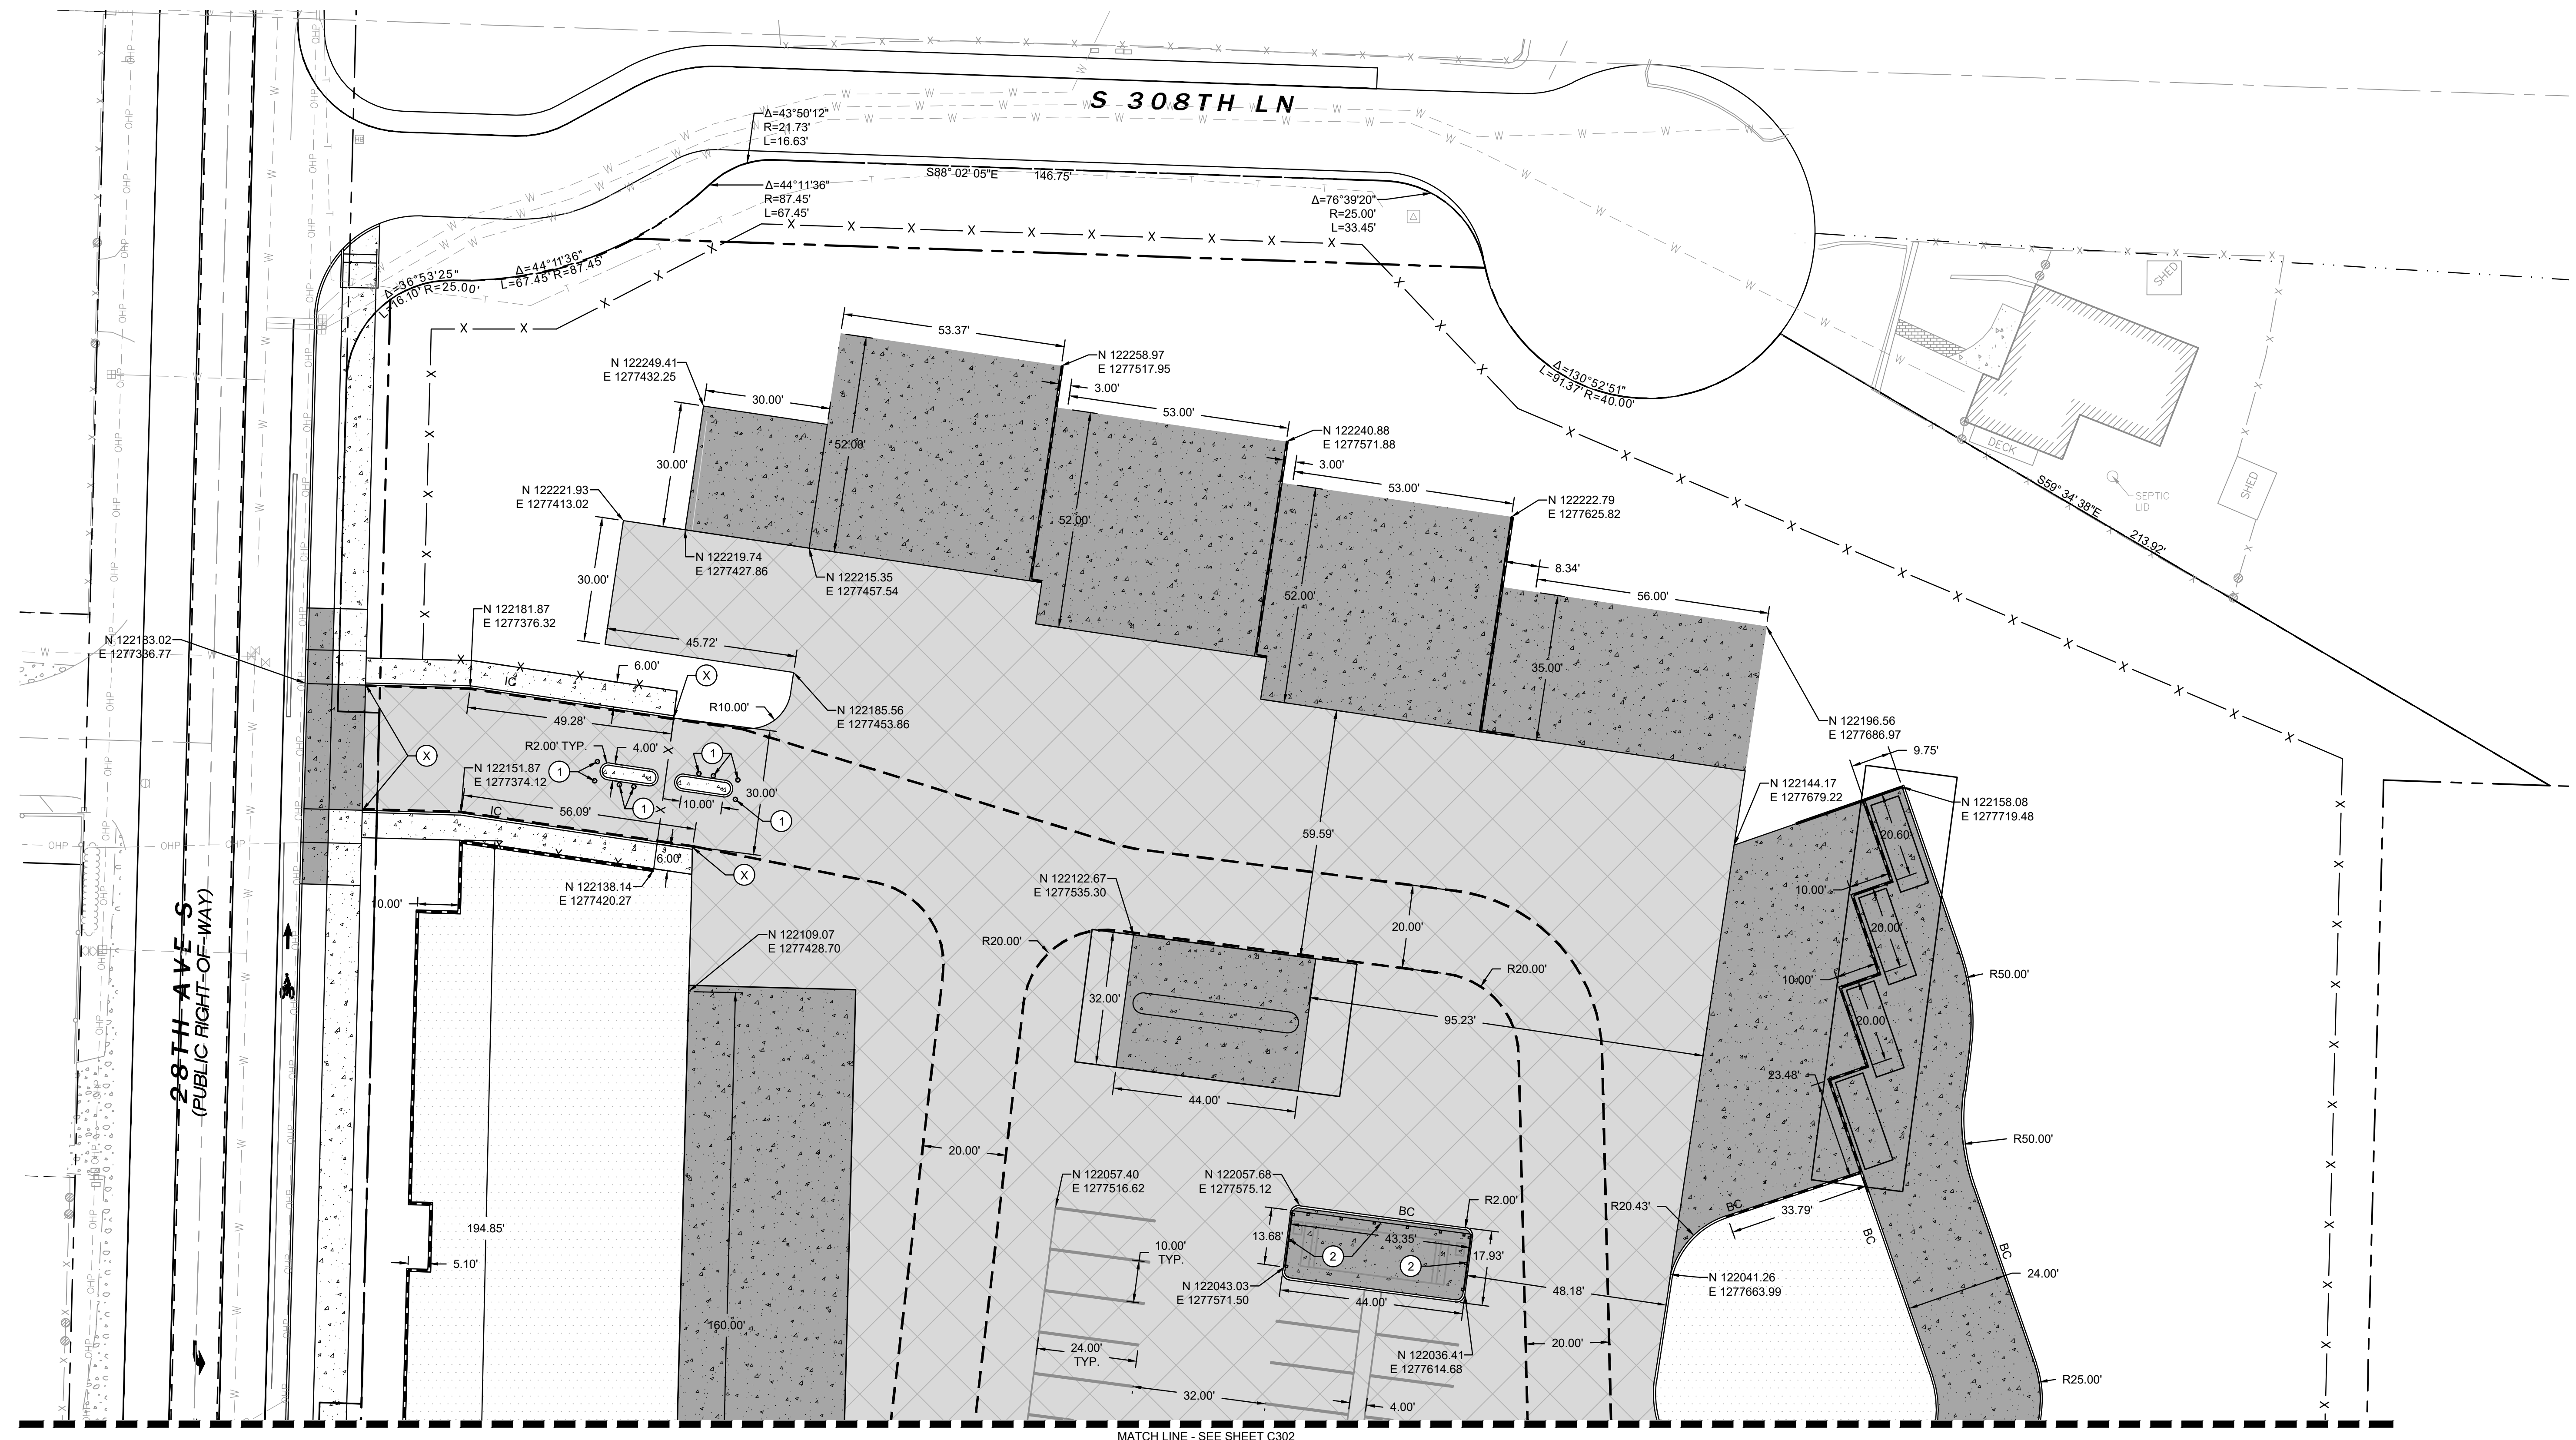 S 308TH LN
Δ=43°50'12"
R=21.73'
L=16.63'
Δ=44°11'36"
R=87.45'
L=67.45'
S88° 02' 05"E 146.75'
Δ=76°39'20"
R=25.00'
L=33.45'
Δ=36°53'25"
L=16.10' R=25.00'
Δ=44°11'36"
L=67.45' R=87.45'
Δ=130°52'51"
L=91.37' R=40.00'
SHED
DECK
SEPTIC
LID
SHED
S59° 34' 38"E
213.92'
53.37'
N 122249.41
E 1277432.25
N 122258.97
E 1277517.95
3.00'
30.00'
53.00'
52.00'
N 122240.88
E 1277571.88
30.00'
3.00'
53.00'
N 122221.93
E 1277413.02
52.00'
N 122222.79
E 1277625.82
N 122219.74
E 1277427.86
N 122215.35
E 1277457.54
30.00'
8.34'
56.00'
52.00'
N 122181.87
E 1277376.32
N 122183.02
E 1277336.77
45.72'
6.00'
35.00'
IC
X
49.28'
R10.00'
N 122185.56
E 1277453.86
N 122196.56
E 1277686.97
R2.00' TYP.
4.00'
1
X
1
N 122151.87
E 1277374.12
56.09'
10.00'
30.00'
1
1
IC
59.59'
9.75'
N 122144.17
E 1277679.22
N 122158.08
E 1277719.48
20.60'
6.00'
X
N 122138.14
E 1277420.27
10.00'
N 122122.67
E 1277535.30
10.00'
20.00'
20.00'
N 122109.07
E 1277428.70
R20.00'
R20.00'
10.00'
R50.00'
32.00'
95.23'
20.00'
23.48'
44.00'
28TH AVE S
(PUBLIC RIGHT-OF-WAY)
20.00'
R50.00'
N 122057.40
E 1277516.62
N 122057.68
E 1277575.12
BC
R2.00'
R20.43'
BC
33.79'
194.85'
13.68'
43.35'
10.00'
TYP.
2
2
17.93'
BC
BC
5.10'
N 122043.03
E 1277571.50
48.18'
N 122041.26
E 1277663.99
24.00'
44.00'
160.00'
24.00'
TYP.
N 122036.41
E 1277614.68
20.00'
32.00'
4.00'
R25.00'
MATCH LINE - SEE SHEET C302